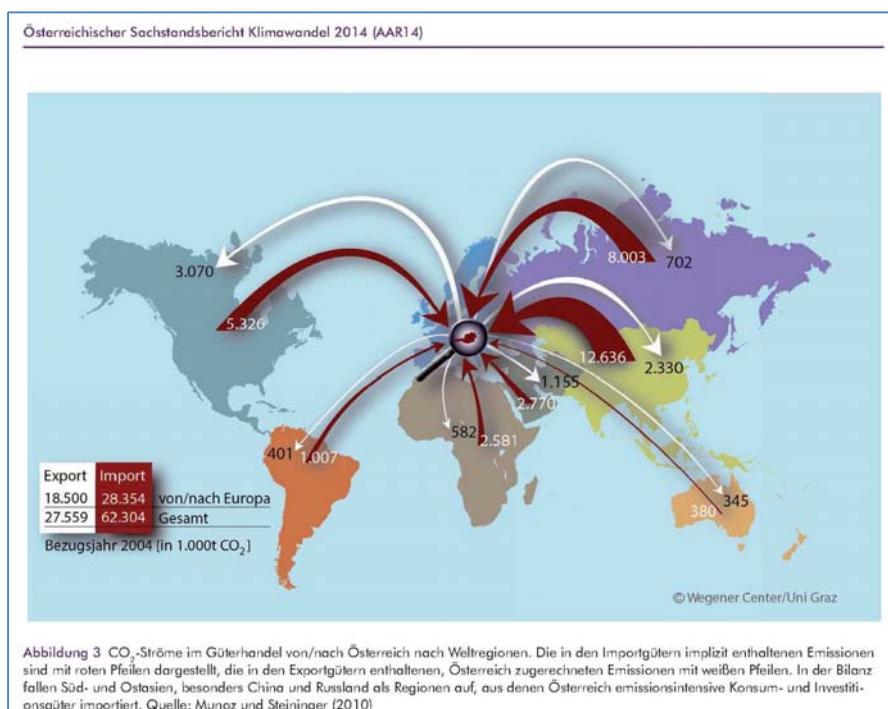 Österreichischer Sachstandsbericht Klimawandel 2014 (AAR14)
3.070
5.326
8.003
702
12.636
2.330
1.155
2.770
582
2.581
401
1.007
345
380
Export Import
18.500 28.354 von/nach Europa
27.559 62.304 Gesamt
Bezugsjahr 2004 [in 1.000t CO₂]
© Wegener Center/Uni Graz
Abbildung 3 CO₂-Ströme im Güterhandel von/nach Österreich nach Weltregionen. Die in den Importgütern implizit enthaltenen Emissionen
sind mit roten Pfeilen dargestellt, die in den Exportgütern enthaltenen, Österreich zugerechneten Emissionen mit weißen Pfeilen. In der Bilanz
fallen Süd- und Ostasien, besonders China und Russland als Regionen auf, aus denen Österreich emissionsintensive Konsum- und Investiti-
onsgüter importiert. Quelle: Munoz und Steininger (2010)